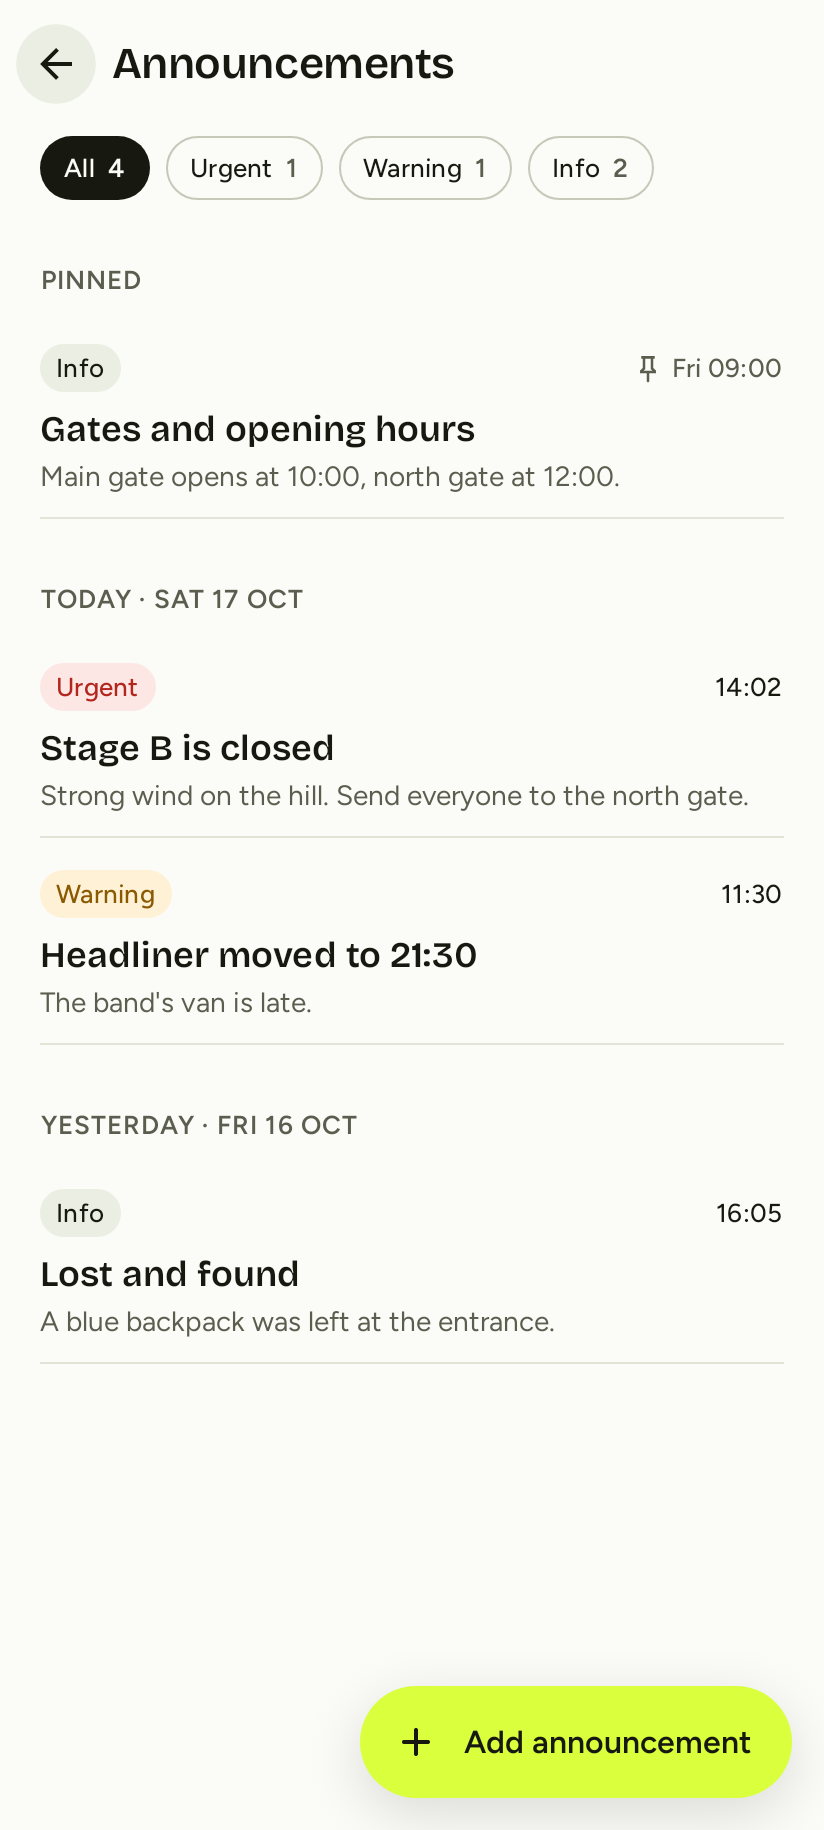 Announcements
All 4 Urgent 1 Warning 1 Info 2
PINNED
Info Fri 09:00
Gates and opening hours
Main gate opens at 10:00, north gate at 12:00.
TODAY · SAT 17 OCT
Urgent 14:02
Stage B is closed
Strong wind on the hill. Send everyone to the north gate.
Warning 11:30
Headliner moved to 21:30
The band's van is late.
YESTERDAY · FRI 16 OCT
Info 16:05
Lost and found
A blue backpack was left at the entrance.
Add announcement